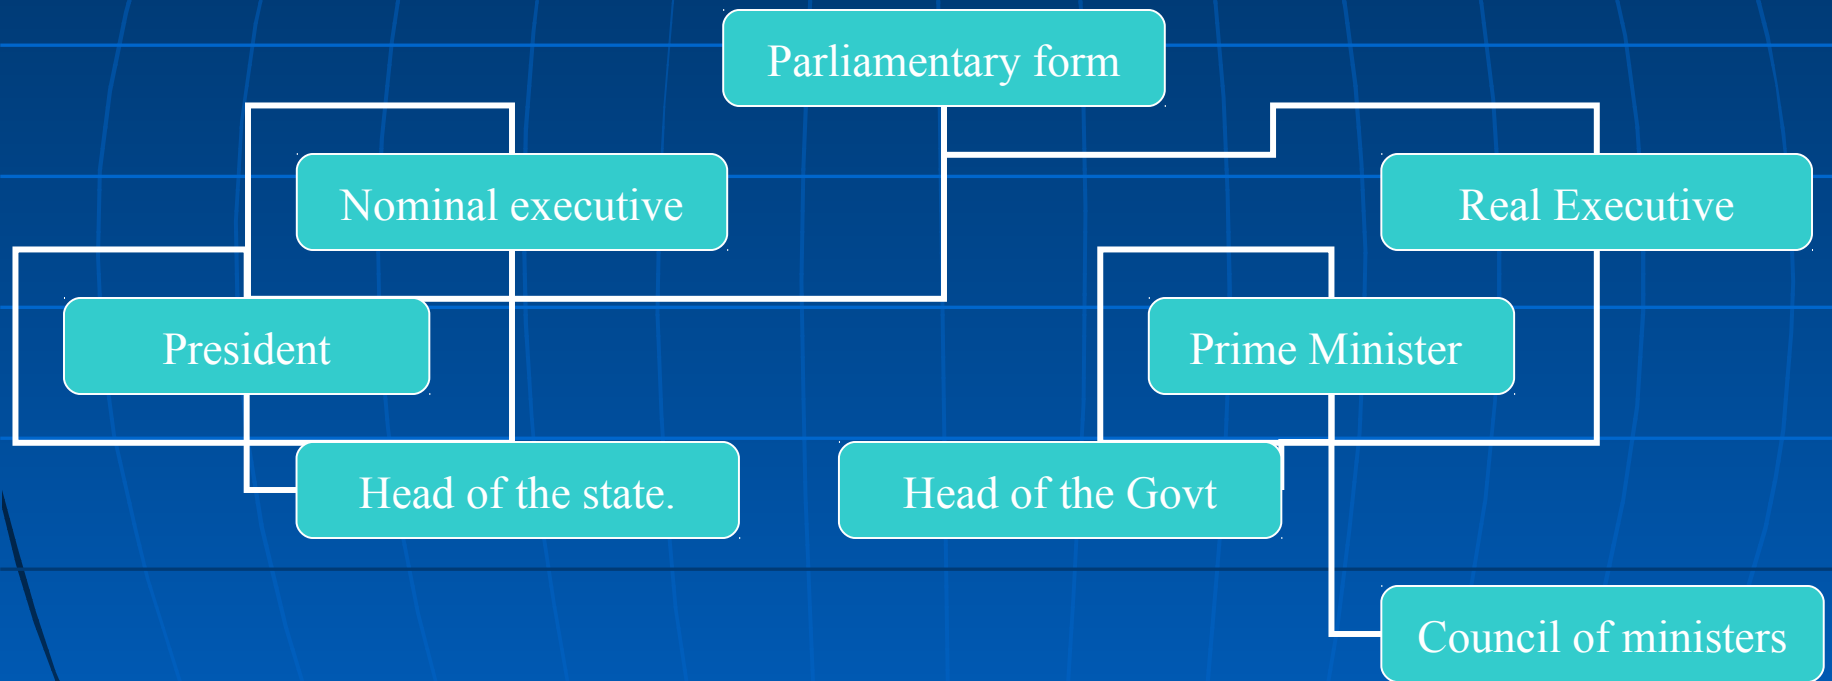 Parliamentary form
Nominal executive
Real Executive
President
Prime Minister
Head of the state.
Head of the Govt
Council of ministers